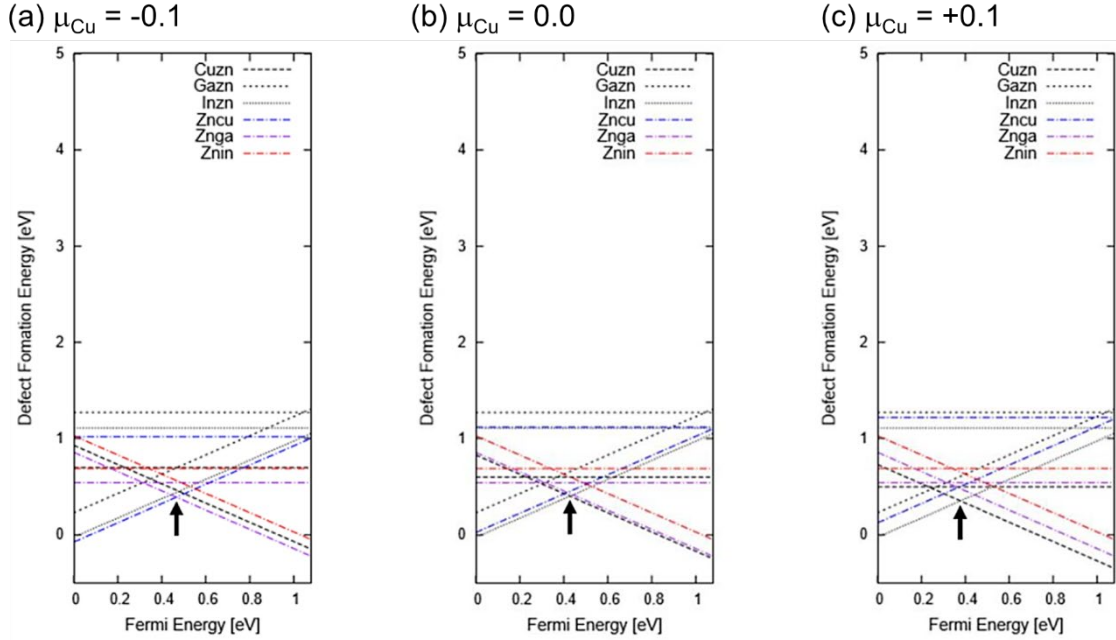 (a) μCu = -0.1
(b) μCu = 0.0
(c) μCu = +0.1
Defect Fomation Energy [eV]
5
4
3
2
1
0
Cuzn
Gazn
Inzn
Zncu
Znga
Znin
0 0.2 0.4 0.6 0.8 1
Fermi Energy [eV]
Defect Fomation Energy [eV]
5
4
3
2
1
0
Cuzn
Gazn
Inzn
Zncu
Znga
Znin
0 0.2 0.4 0.6 0.8 1
Fermi Energy [eV]
Defect Fomation Energy [eV]
5
4
3
2
1
0
Cuzn
Gazn
Inzn
Zncu
Znga
Znin
0 0.2 0.4 0.6 0.8 1
Fermi Energy [eV]